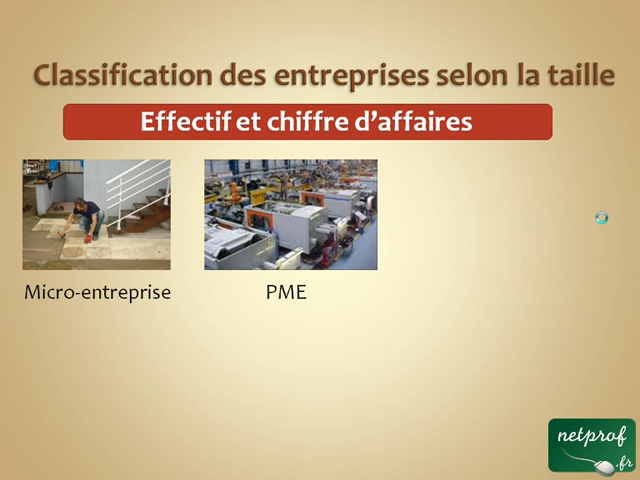 Classification des entreprises selon la taille
Effectif et chiffre d’affaires
Micro-entreprise
PME
netprof
.fr